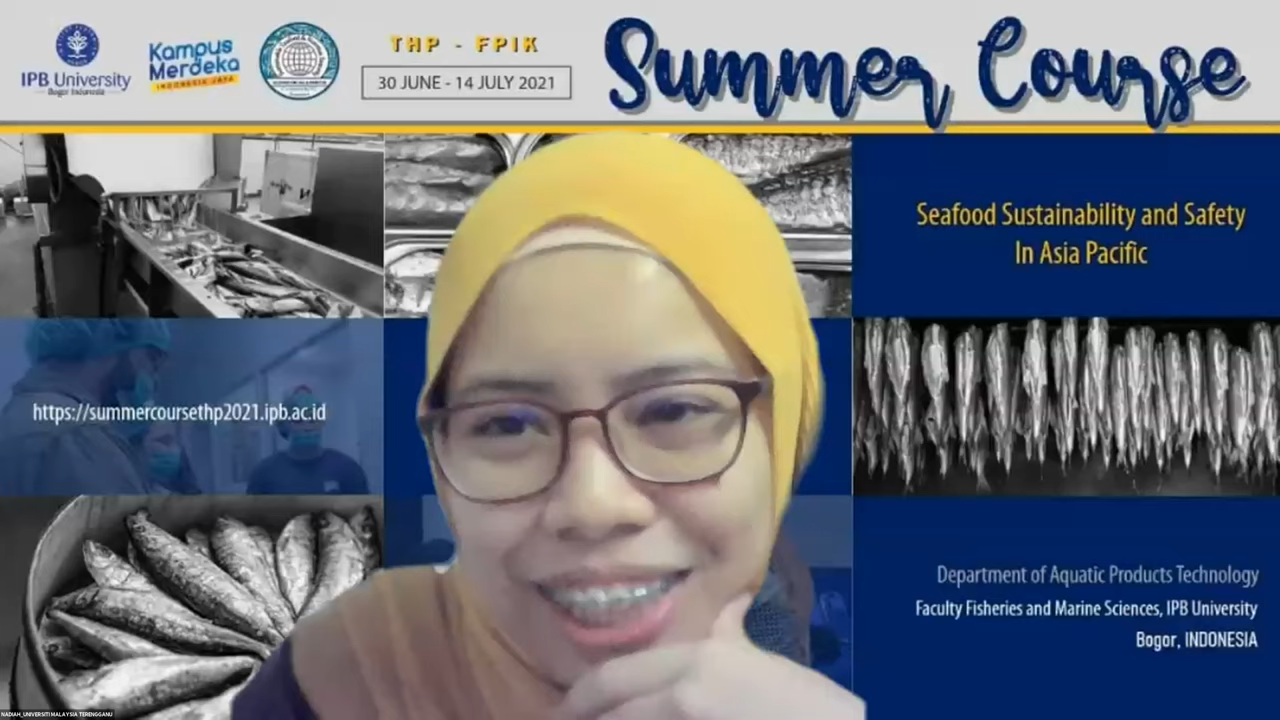 IPB University
Bogor Indonesia
Kampus
Merdeka
INDONESIA JAYA
THP - FPIK
30 JUNE - 14 JULY 2021
Summer Course
Seafood Sustainability and Safety
In Asia Pacific
https://summercoursethp2021.ipb.ac.id
Department of Aquatic Products Technology
Faculty Fisheries and Marine Sciences, IPB University
Bogor, INDONESIA
NADIAH_UNIVERSITI MALAYSIA TERENGGANU